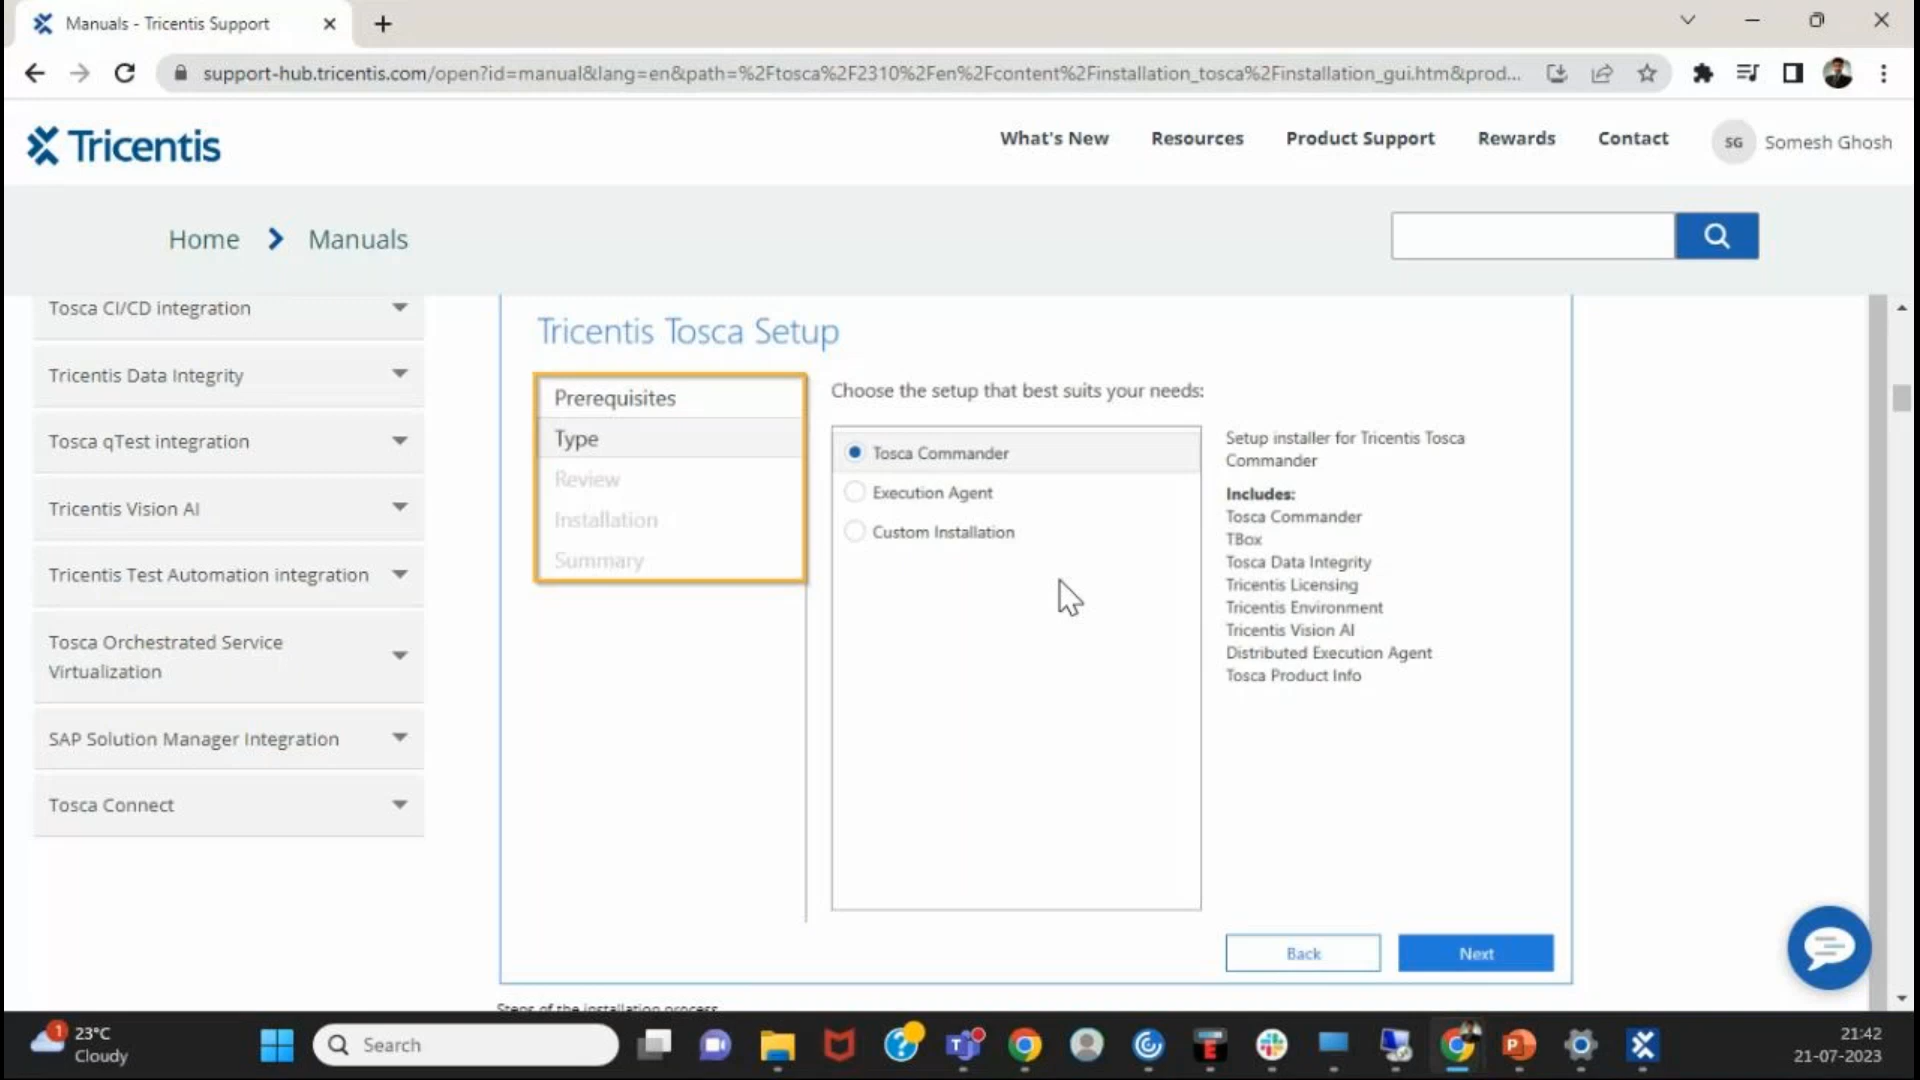 Manuals - Tricentis Support
support-hub.tricentis.com/open?id=manual&lang=en&path=%2Ftosca%2F2310%2Fen%2Fcontent%2Finstallation_tosca%2Finstallation_gui.htm&prod...
Tricentis
What's New
Resources
Product Support
Rewards
Contact
SG
Somesh Ghosh
Home
Manuals
Tosca CI/CD integration
Tricentis Data Integrity
Tosca qTest integration
Tricentis Vision AI
Tricentis Test Automation integration
Tosca Orchestrated Service
Virtualization
SAP Solution Manager Integration
Tosca Connect
Tricentis Tosca Setup
Prerequisites
Type
Review
Installation
Summary
Choose the setup that best suits your needs:
Tosca Commander
Execution Agent
Custom Installation
Setup installer for Tricentis Tosca
Commander
Includes:
Tosca Commander
TBox
Tosca Data Integrity
Tricentis Licensing
Tricentis Environment
Tricentis Vision AI
Distributed Execution Agent
Tosca Product Info
Back
Next
Steps of the installation process
1
23°C
Cloudy
Search
21:42
21-07-2023